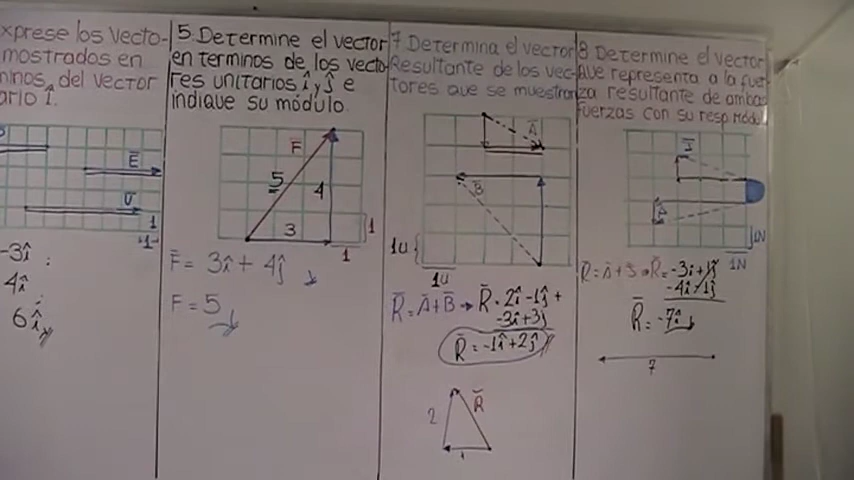 xprese los Vecto-
mostrados en
minos del vector
ario î.
E
U
1
1
-3î
4î
6î
5. Determine el vector
en terminos de los vecto
res unitarios î y ĵ e
indique su módulo.
F
5
4
3
1
1
F̄ = 3î + 4ĵ
F = 5
7 Determina el vector
Resultante de los vec-
tores que se muestran
A
B
1u
1u
R̄ = Ā + B̄ → R̄ = 2î - 1ĵ +
-3î + 3ĵ
R̄ = -1î + 2ĵ
2
R̄
1
8 Determine el vector
que representa a la fuer-
za resultante de ambas
fuerzas con su resp. módulo
1N
1N
R̄ = -3î + 1ĵ
-4î - 1ĵ
R̄ = -7î
7